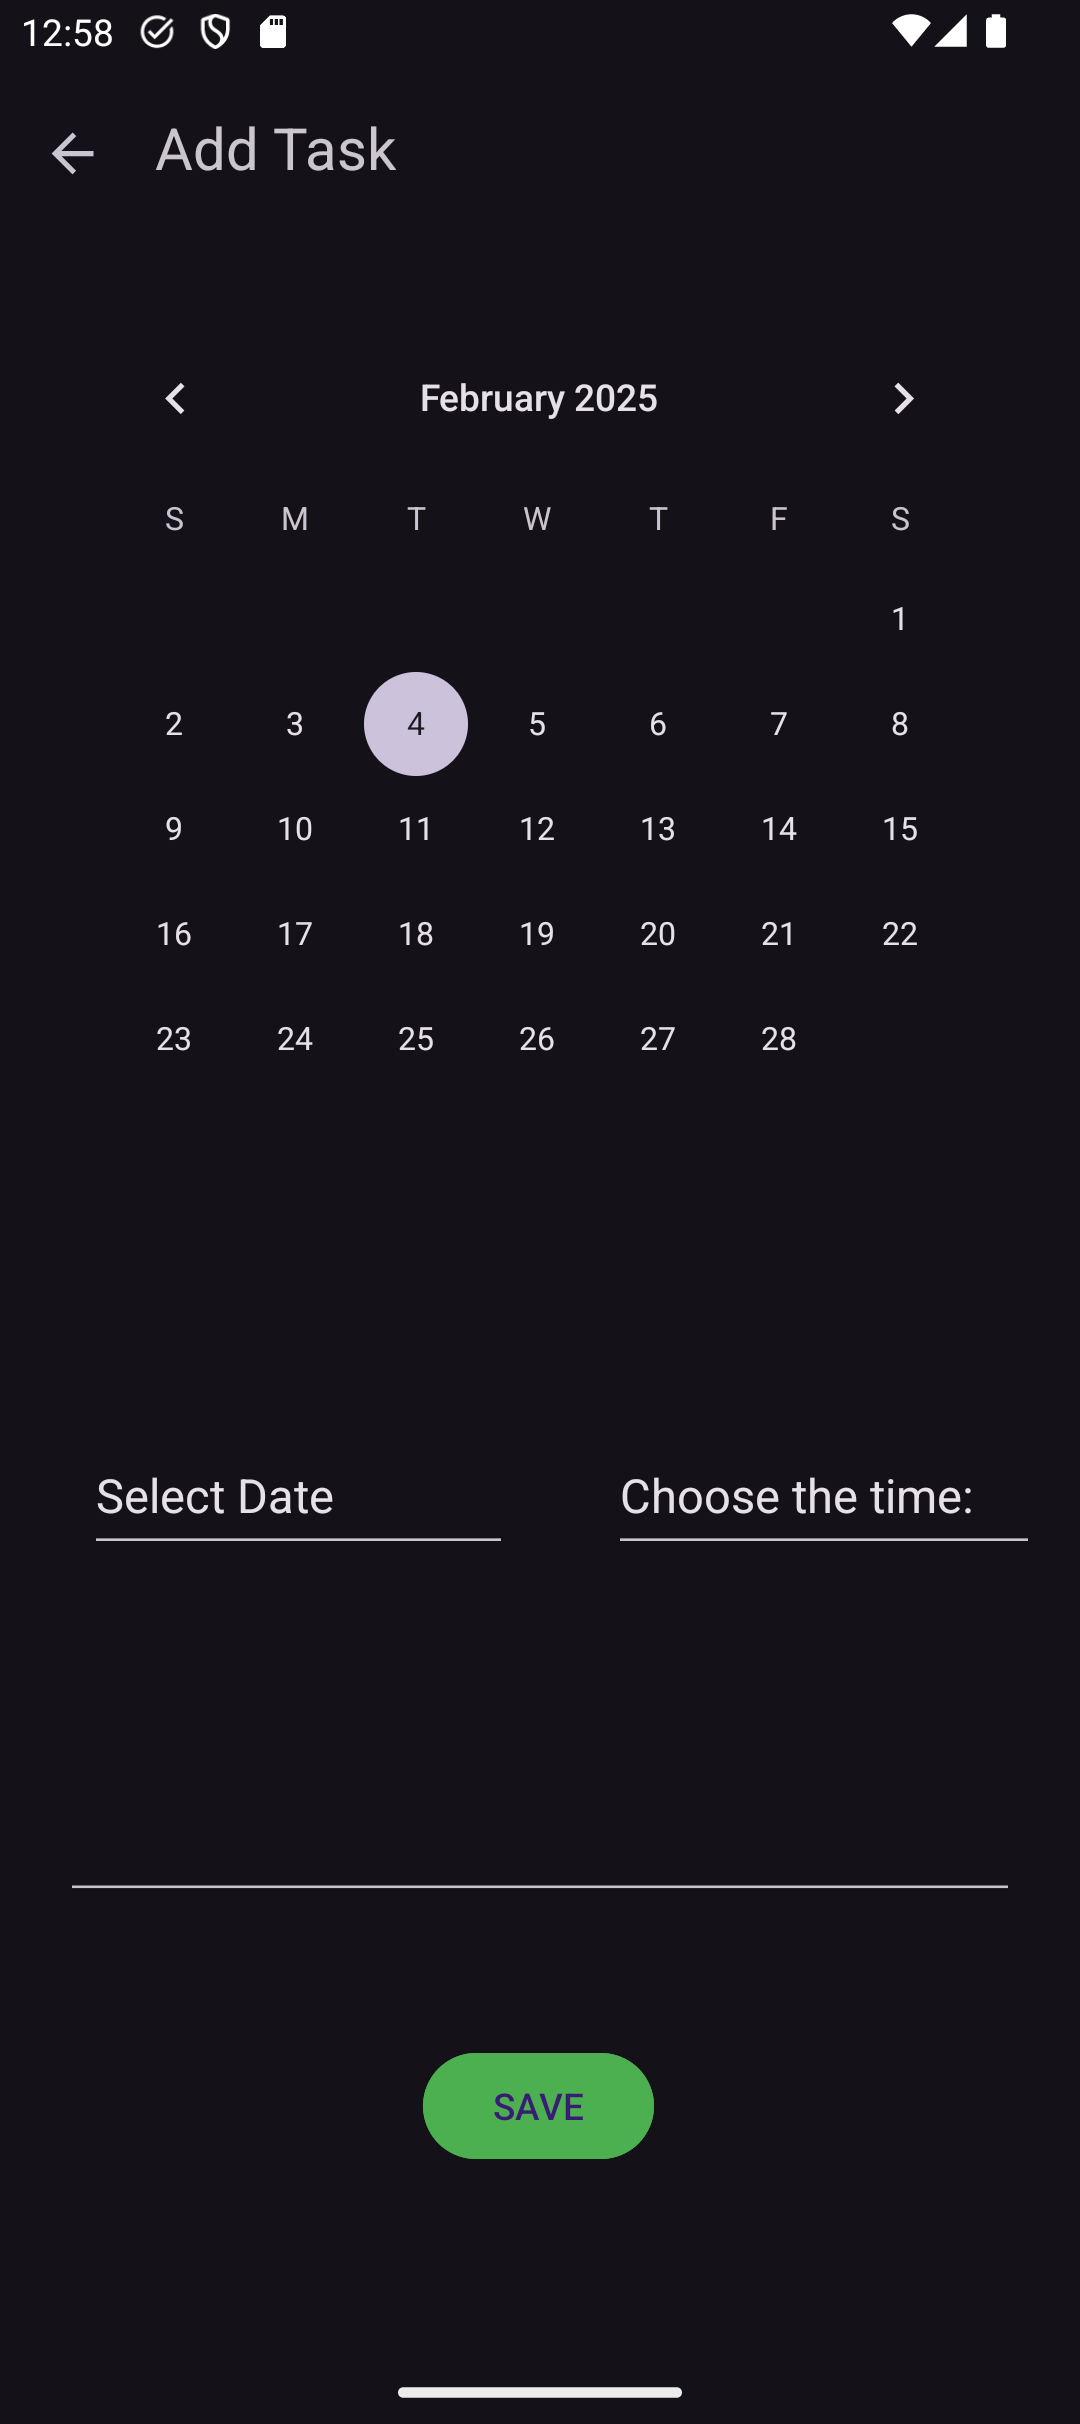 12:58
Add Task
February 2025
S M T W T F S
1
2 3 4 5 6 7 8
9 10 11 12 13 14 15
16 17 18 19 20 21 22
23 24 25 26 27 28
Select Date Choose the time:
SAVE